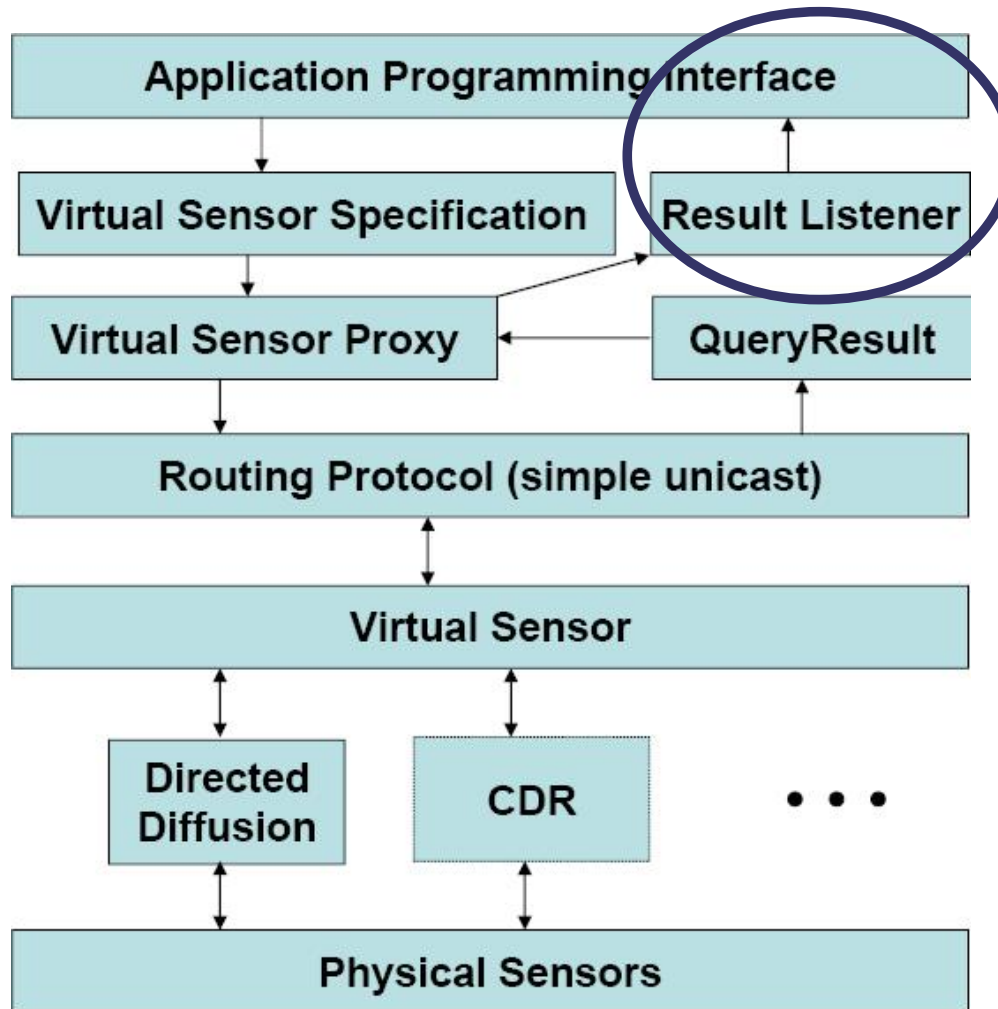 Application Programming Interface
Virtual Sensor Specification
Result Listener
Virtual Sensor Proxy
QueryResult
Routing Protocol (simple unicast)
Virtual Sensor
Directed
Diffusion
CDR
• • •
Physical Sensors